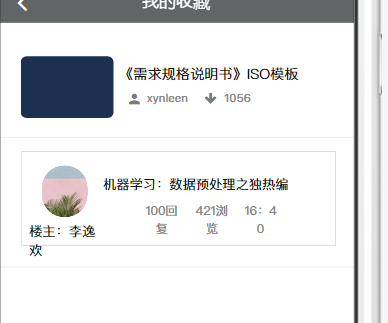 我的收藏
《需求规格说明书》ISO模板
xynleen 1056
机器学习：数据预处理之独热编
100回 421浏 16：4
复 览 0
楼主：李逸
欢